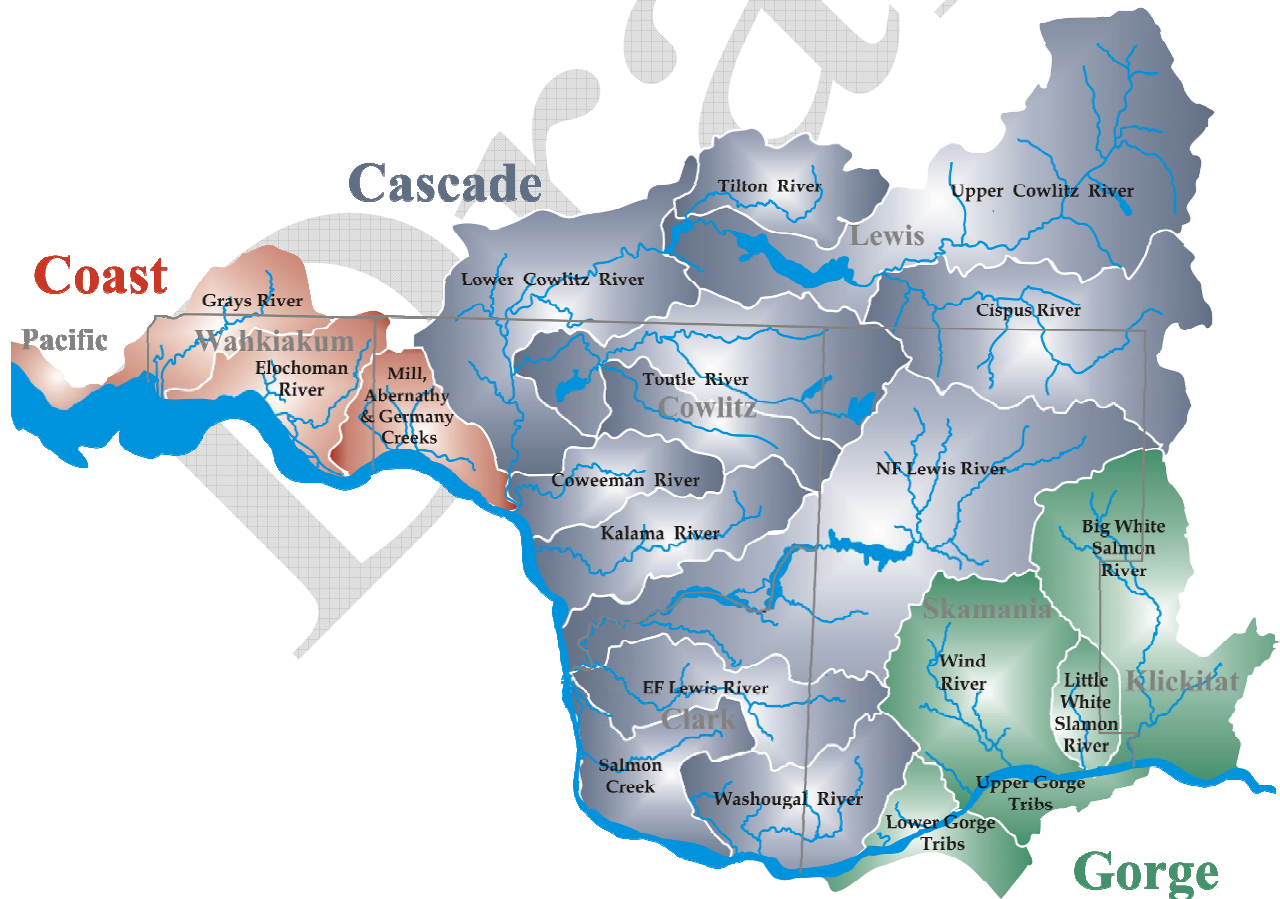 Cascade
Tilton River
Upper Cowlitz River
Lewis
Coast
Lower Cowlitz River
Grays River
Cispus River
Pacific
Wahkiakum
Elochoman
River
Mill,
Abernathy
& Germany
Creeks
Toutle River
Cowlitz
NF Lewis River
Coweeman River
Kalama River
Big White
Salmon
River
Skamania
Wind
River
Little
White
Slamon
River
Klickitat
EF Lewis River
Clark
Salmon
Creek
Washougal River
Upper Gorge
Tribs
Lower Gorge
Tribs
Gorge